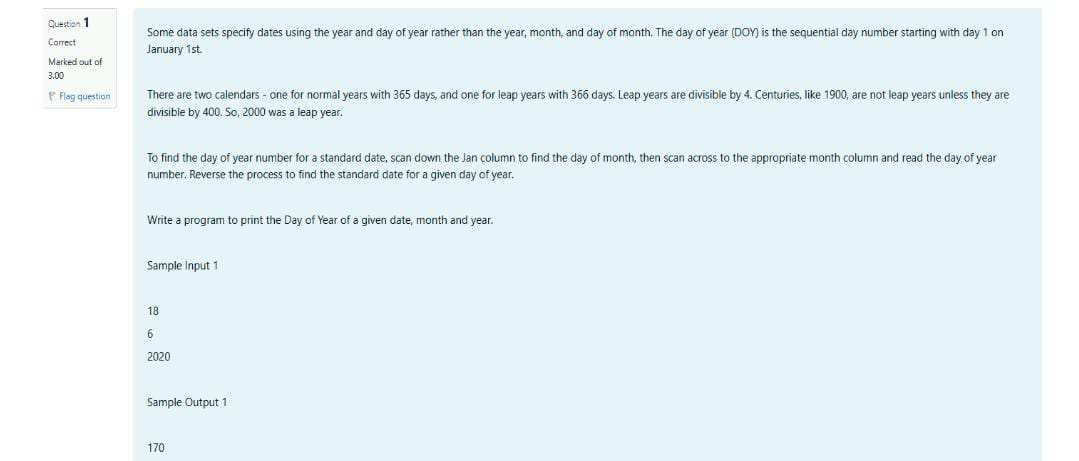 Question 1
Correct
Marked out of
3.00
Flag question
Some data sets specify dates using the year and day of year rather than the year, month, and day of month. The day of year (DOY) is the sequential day number starting with day 1 on
January 1st.
There are two calendars - one for normal years with 365 days, and one for leap years with 366 days. Leap years are divisible by 4. Centuries, like 1900, are not leap years unless they are
divisible by 400. So, 2000 was a leap year.
To find the day of year number for a standard date, scan down the Jan column to find the day of month, then scan across to the appropriate month column and read the day of year
number. Reverse the process to find the standard date for a given day of year.
Write a program to print the Day of Year of a given date, month and year.
Sample Input 1
18
6
2020
Sample Output 1
170